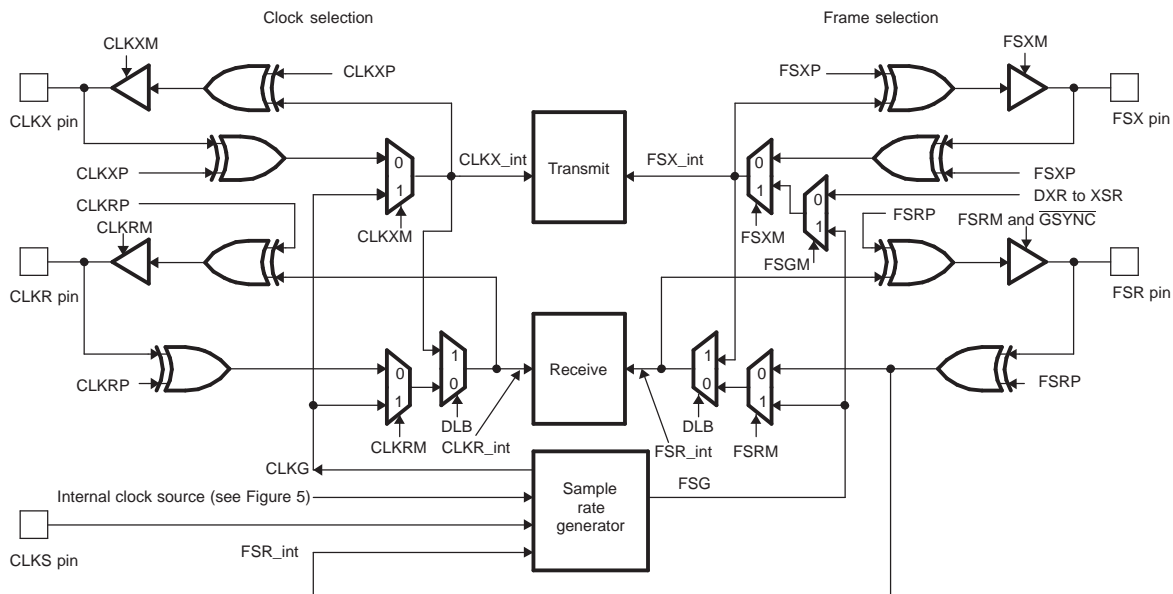 Clock selection
Frame selection
CLKXM
FSXM
CLKXP
FSXP
CLKX pin
FSX pin
CLKX_int
Transmit
FSX_int
0
1
0
1
CLKXP
FSXP
DXR to XSR
0
1
CLKRP
CLKXM
FSXM
FSRP
FSRM and GSYNC
CLKRM
FSGM
CLKR pin
FSR pin
1
0
1
0
0
1
0
1
Receive
CLKRP
FSRP
DLB
DLB
CLKRM
CLKR_int
FSR_int
FSRM
CLKG
FSG
Sample
rate
generator
Internal clock source (see Figure 5)
CLKS pin
FSR_int